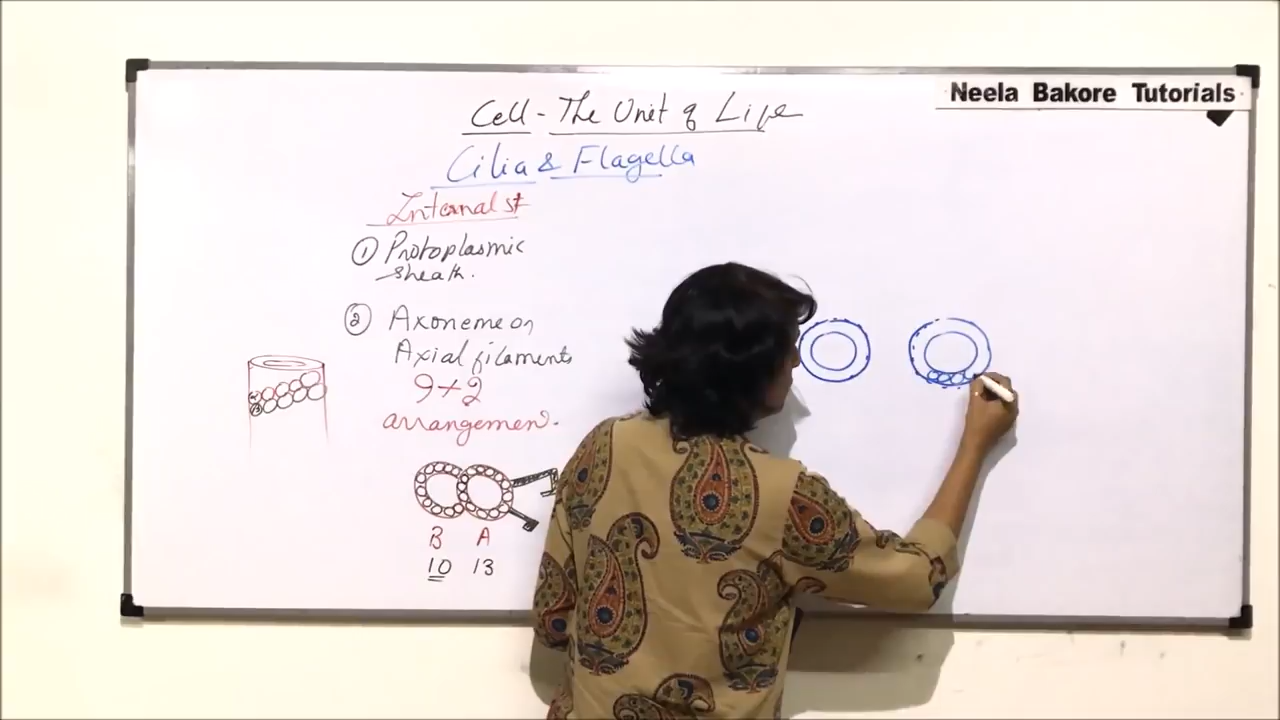 Neela Bakore Tutorials
Cell - The Unit of Life
Cilia & Flagella
Internal st
① Protoplasmic
sheath.
② Axoneme or
Axial filaments
9+2
arrangemen.
B A
10 13